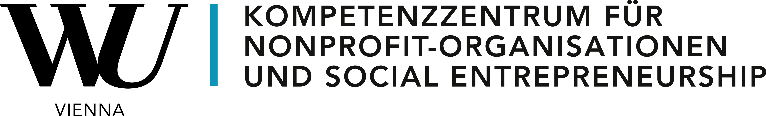 WU
VIENNA
KOMPETENZZENTRUM FÜR
NONPROFIT-ORGANISATIONEN
UND SOCIAL ENTREPRENEURSHIP